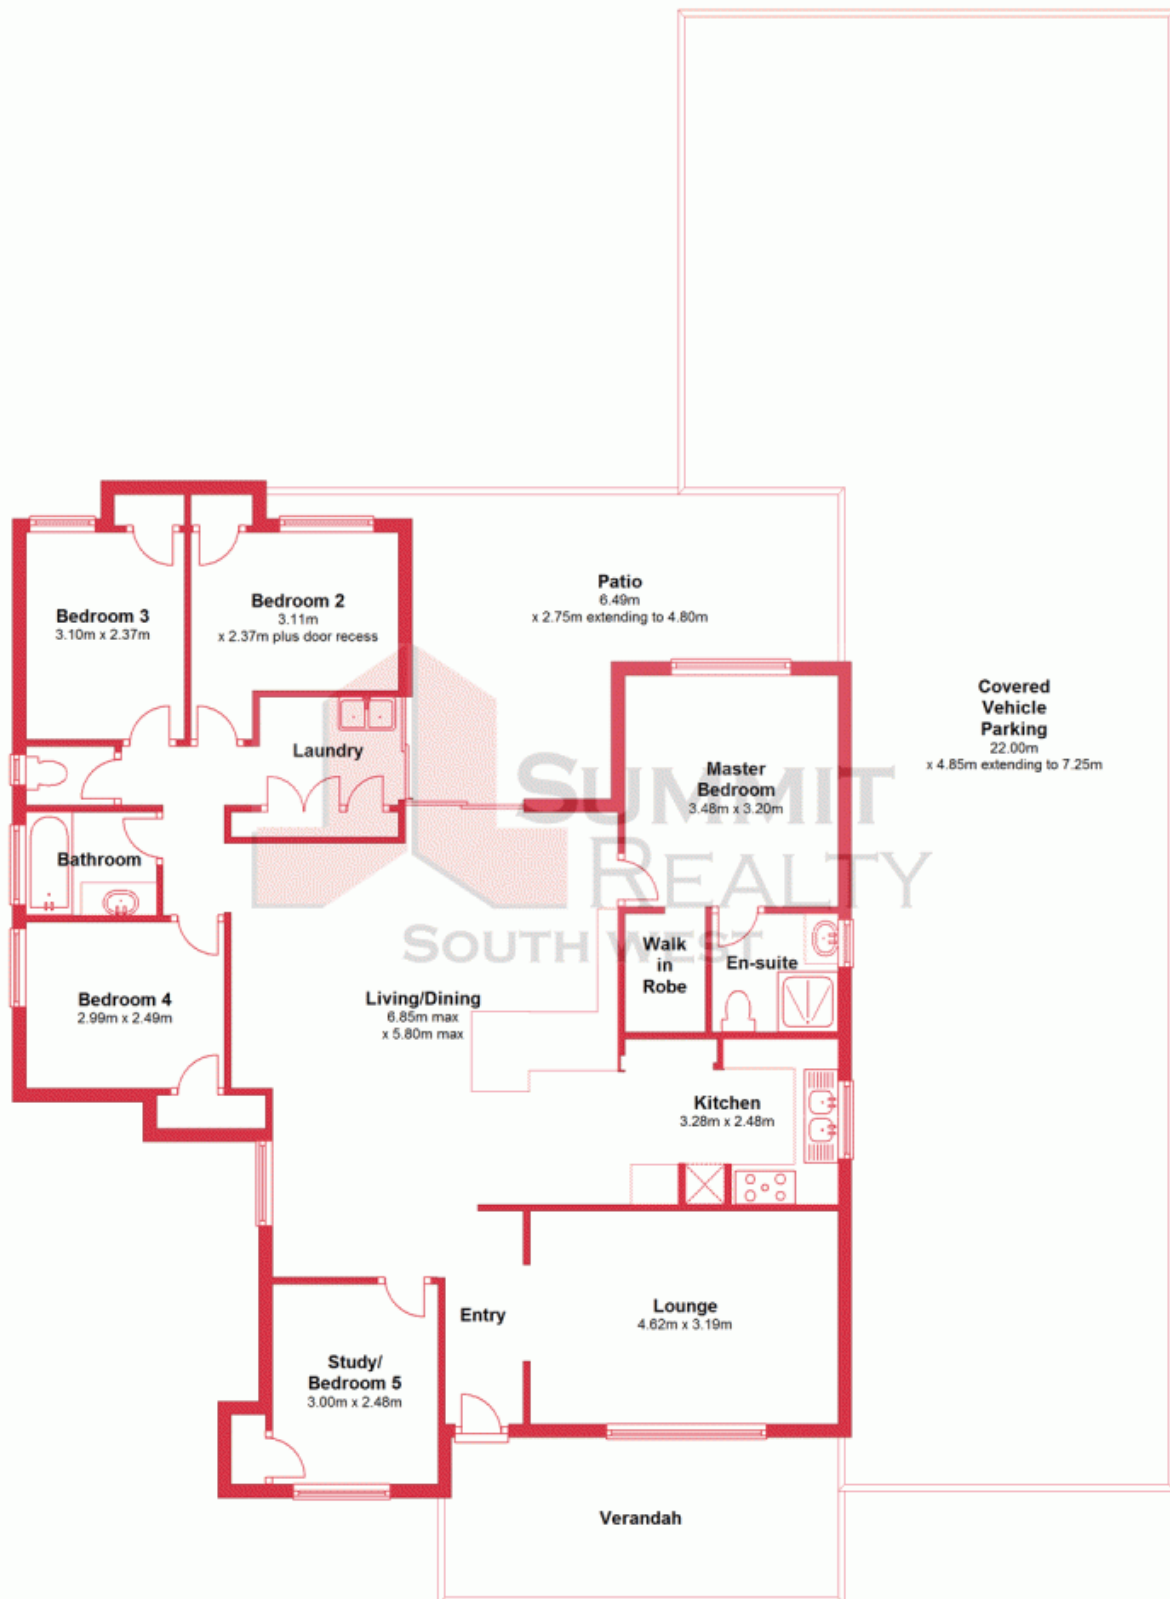 Patio
6.49m
x 2.75m extending to 4.80m
Bedroom 3
3.10m x 2.37m
Bedroom 2
3.11m
x 2.37m plus door recess
Covered
Vehicle
Parking
22.00m
x 4.85m extending to 7.25m
Laundry
Master
Bedroom
3.48m x 3.20m
SUMMIT
REALTY
SOUTH WEST
Bathroom
Walk
in
Robe
En-suite
Bedroom 4
2.99m x 2.49m
Living/Dining
6.85m max
x 5.80m max
Kitchen
3.28m x 2.48m
Entry
Lounge
4.62m x 3.19m
Study/
Bedroom 5
3.00m x 2.48m
Verandah